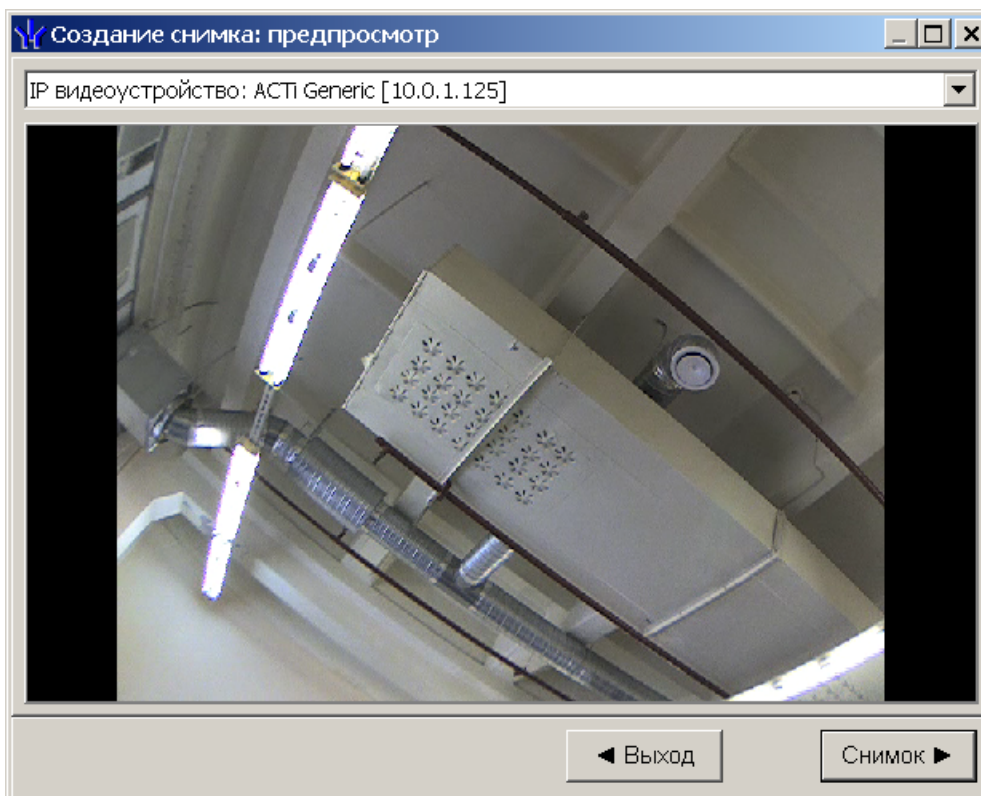 Создание снимка: предпросмотр
IP видеоустройство: ACTi Generic [10.0.1.125]
Выход
Снимок